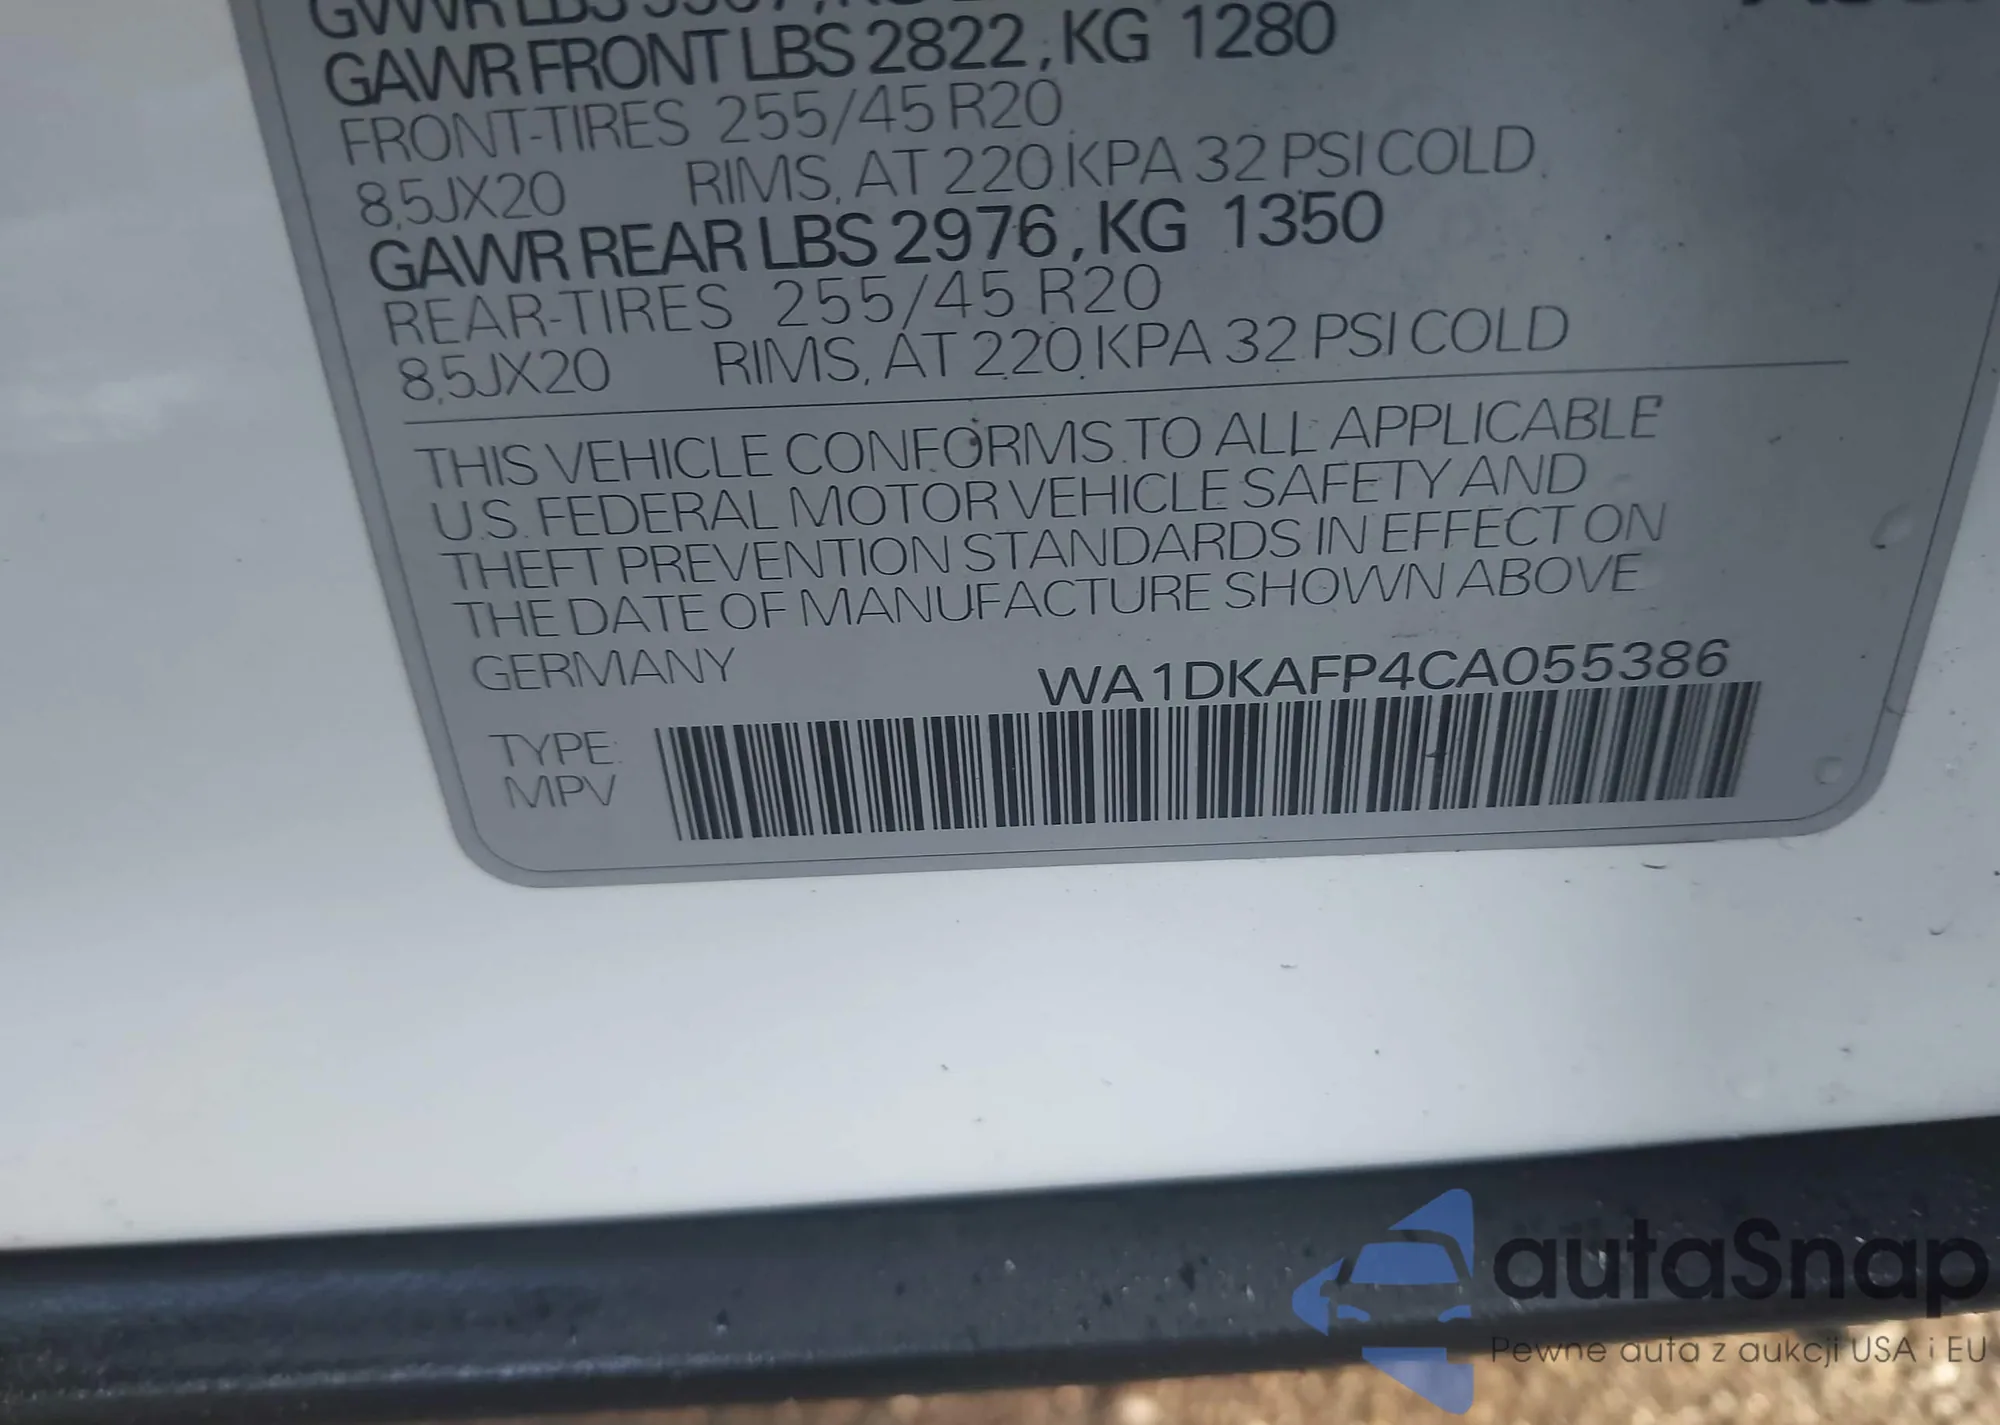 GVWR LBS
GAWR FRONT LBS 2822, KG 1280
FRONT-TIRES 255/45 R20
8,5JX20 RIMS, AT 220 KPA 32 PSI COLD
GAWR REAR LBS 2976, KG 1350
REAR-TIRES 255/45 R20
8,5JX20 RIMS, AT 220 KPA 32 PSI COLD
THIS VEHICLE CONFORMS TO ALL APPLICABLE
U.S. FEDERAL MOTOR VEHICLE SAFETY AND
THEFT PREVENTION STANDARDS IN EFFECT ON
THE DATE OF MANUFACTURE SHOWN ABOVE
GERMANY WA1DKAFP4CA055386
TYPE:
MPV
autaSnap
Pewne auta z aukcji USA i EU